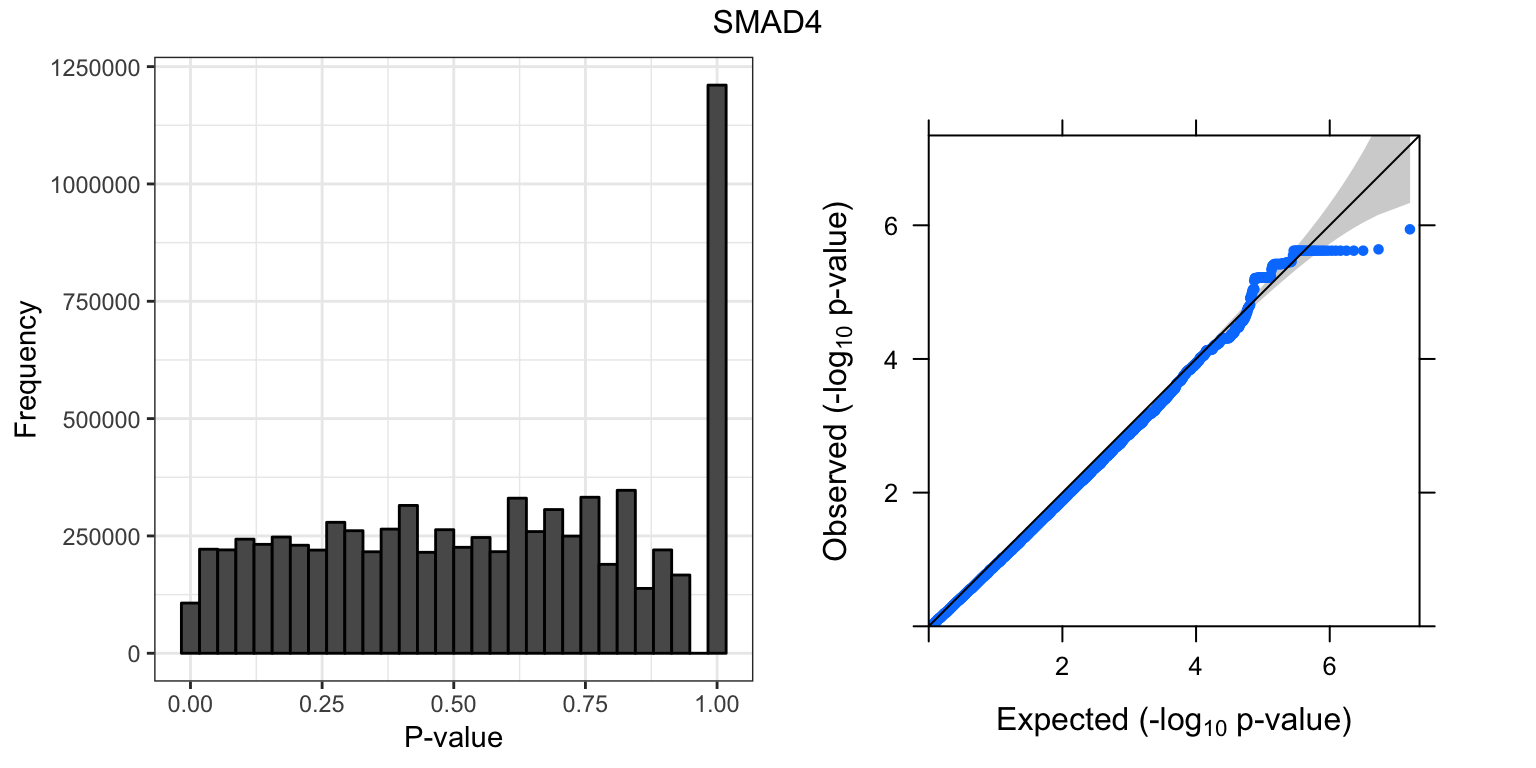 SMAD4
1250000
1000000
750000
500000
250000
0
Frequency
0.00 0.25 0.50 0.75 1.00
P-value
6
4
2
Observed (-log10 p-value)
2 4 6
Expected (-log10 p-value)